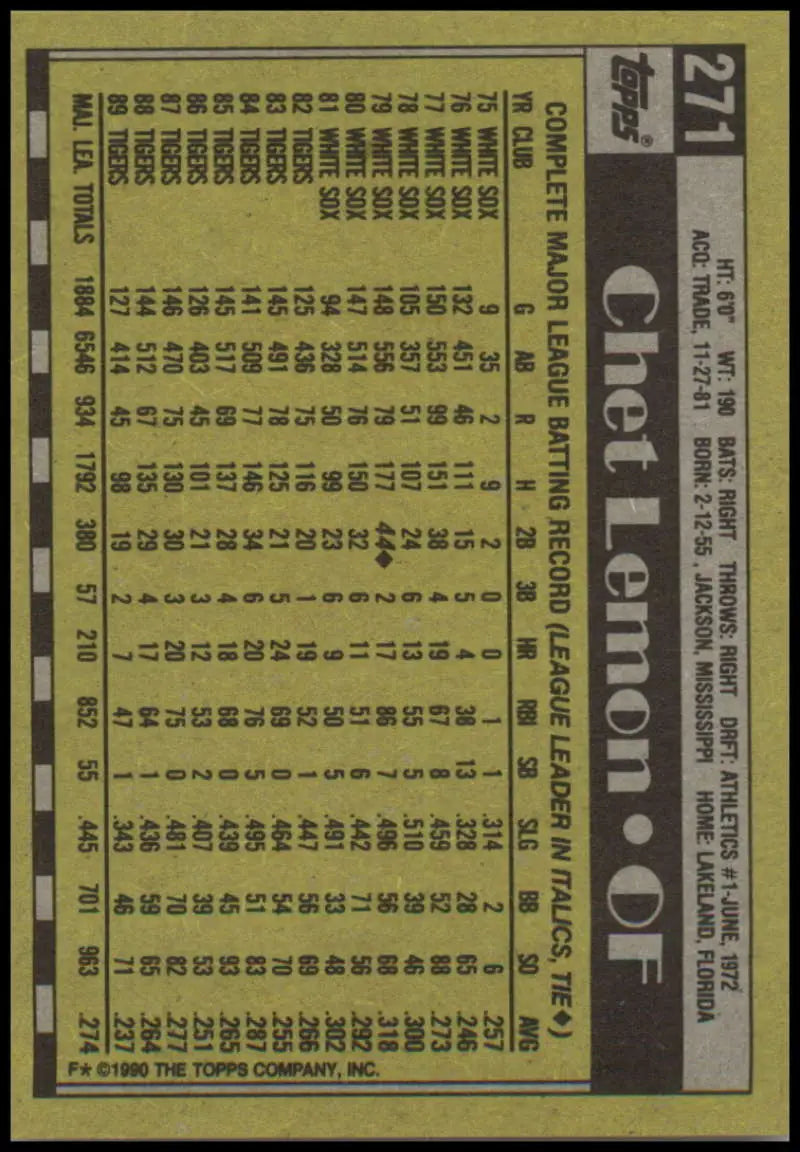 271
HT: 6'0" WT: 190 BATS: RIGHT THROWS: RIGHT DRFT: ATHLETICS #1-JUNE, 1972
ACQ: TRADE, 11-27-81 BORN: 2-12-55, JACKSON, MISSISSIPPI HOME: LAKELAND, FLORIDA
topps®
Chet Lemon • OF
COMPLETE MAJOR LEAGUE BATTING RECORD (LEAGUE LEADER IN ITALICS, TIE♦)
YR CLUB G AB R H 2B 3B HR RBI SB SLG BB SO AVG
75 WHITE SOX 9 35 2 9 2 0 0 1 1 .314 2 6 .257
76 WHITE SOX 132 451 46 111 15 5 4 38 13 .328 28 65 .246
77 WHITE SOX 150 553 99 151 38 4 19 67 8 .459 52 88 .273
78 WHITE SOX 105 357 51 107 24 6 13 55 5 .510 39 46 .300
79 WHITE SOX 148 556 79 177 44♦ 2 17 86 7 .496 56 68 .318
80 WHITE SOX 147 514 76 150 32 6 11 51 6 .442 71 56 .292
81 WHITE SOX 94 328 50 99 23 6 9 50 5 .491 33 48 .302
82 TIGERS 125 436 75 116 20 1 19 52 1 .447 56 69 .266
83 TIGERS 145 491 78 125 21 5 24 69 0 .464 54 70 .255
84 TIGERS 141 509 77 146 34 6 20 76 5 .495 51 83 .287
85 TIGERS 145 517 69 137 28 4 18 68 0 .439 45 93 .265
86 TIGERS 126 403 45 101 21 3 12 53 2 .407 39 53 .251
87 TIGERS 146 470 75 130 30 3 20 75 0 .481 70 82 .277
88 TIGERS 144 512 67 135 29 4 17 64 1 .436 59 65 .264
89 TIGERS 127 414 45 98 19 2 7 47 1 .343 46 71 .237
MAJ. LEA. TOTALS 1884 6546 934 1792 380 57 210 852 55 .445 701 963 .274
F* ©1990 THE TOPPS COMPANY, INC.